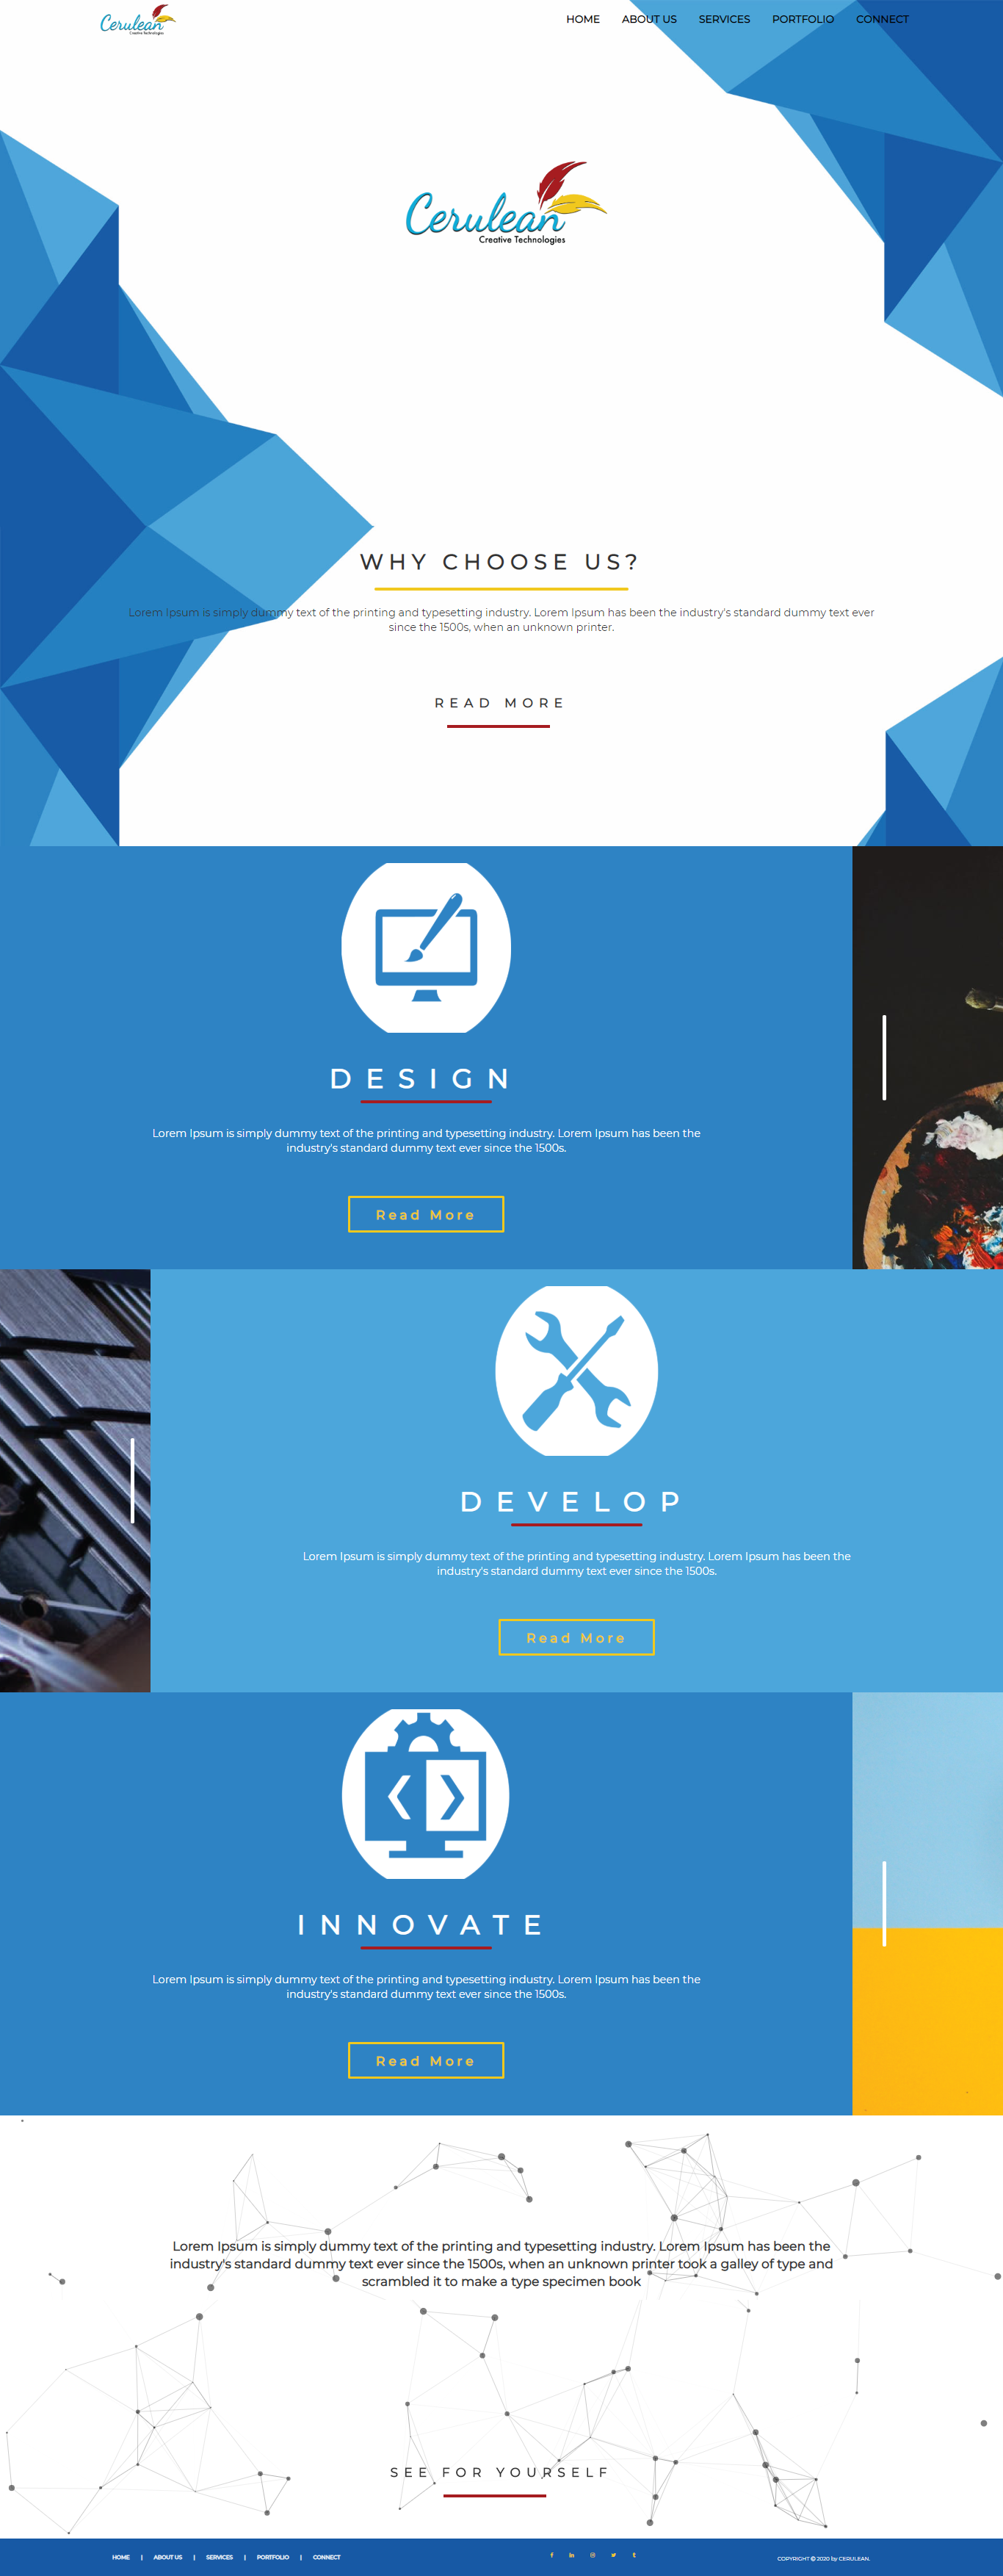 Cerulean
Creative Technologies
HOME ABOUT US SERVICES PORTFOLIO CONNECT
Cerulean
Creative Technologies
WHY CHOOSE US?
Lorem Ipsum is simply dummy text of the printing and typesetting industry. Lorem Ipsum has been the industry's standard dummy text ever
since the 1500s, when an unknown printer.
READ MORE
DESIGN
Lorem Ipsum is simply dummy text of the printing and typesetting industry. Lorem Ipsum has been the
industry's standard dummy text ever since the 1500s.
Read More
DEVELOP
Lorem Ipsum is simply dummy text of the printing and typesetting industry. Lorem Ipsum has been the
industry's standard dummy text ever since the 1500s.
Read More
INNOVATE
Lorem Ipsum is simply dummy text of the printing and typesetting industry. Lorem Ipsum has been the
industry's standard dummy text ever since the 1500s.
Read More
Lorem Ipsum is simply dummy text of the printing and typesetting industry. Lorem Ipsum has been the
industry's standard dummy text ever since the 1500s, when an unknown printer took a galley of type and
scrambled it to make a type specimen book
SEE FOR YOURSELF
HOME | ABOUT US | SERVICES | PORTFOLIO | CONNECT
COPYRIGHT © 2020 by CERULEAN.